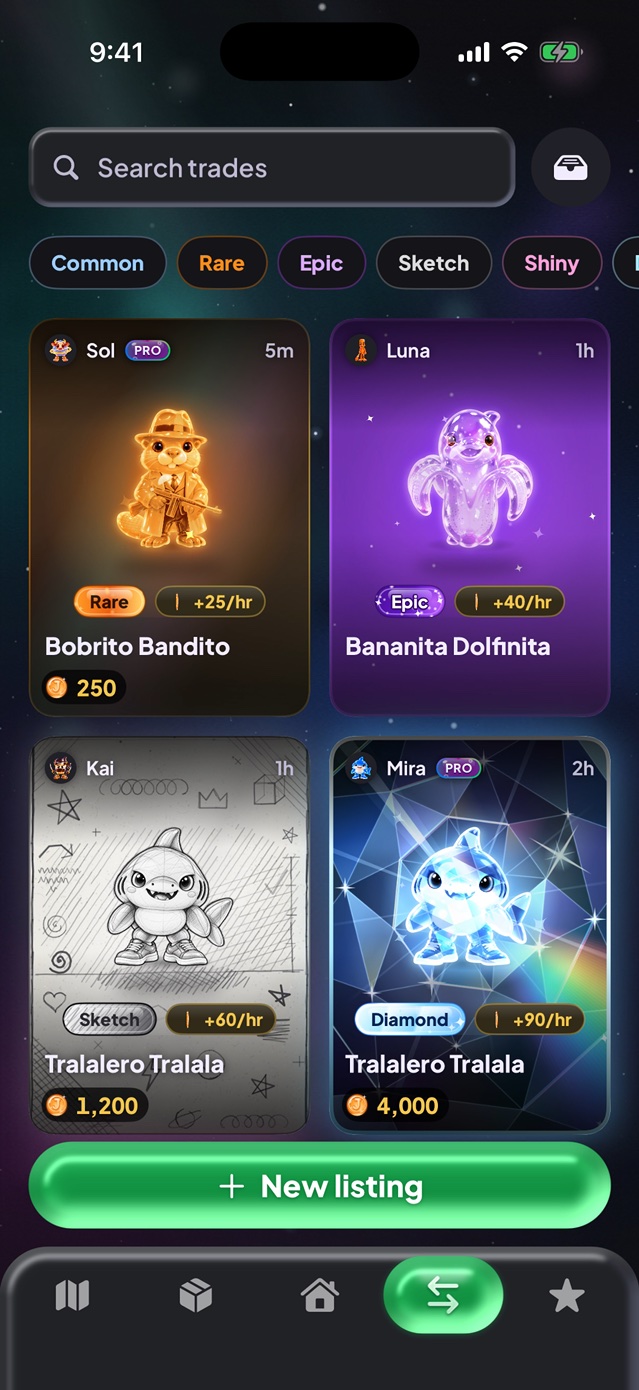 9:41
Search trades
Common Rare Epic Sketch Shiny
Sol PRO 5m
Rare +25/hr
Bobrito Bandito
250
Luna 1h
Epic +40/hr
Bananita Dolfinita
Kai 1h
Sketch +60/hr
Tralalero Tralala
1,200
Mira PRO 2h
Diamond +90/hr
Tralalero Tralala
4,000
+ New listing